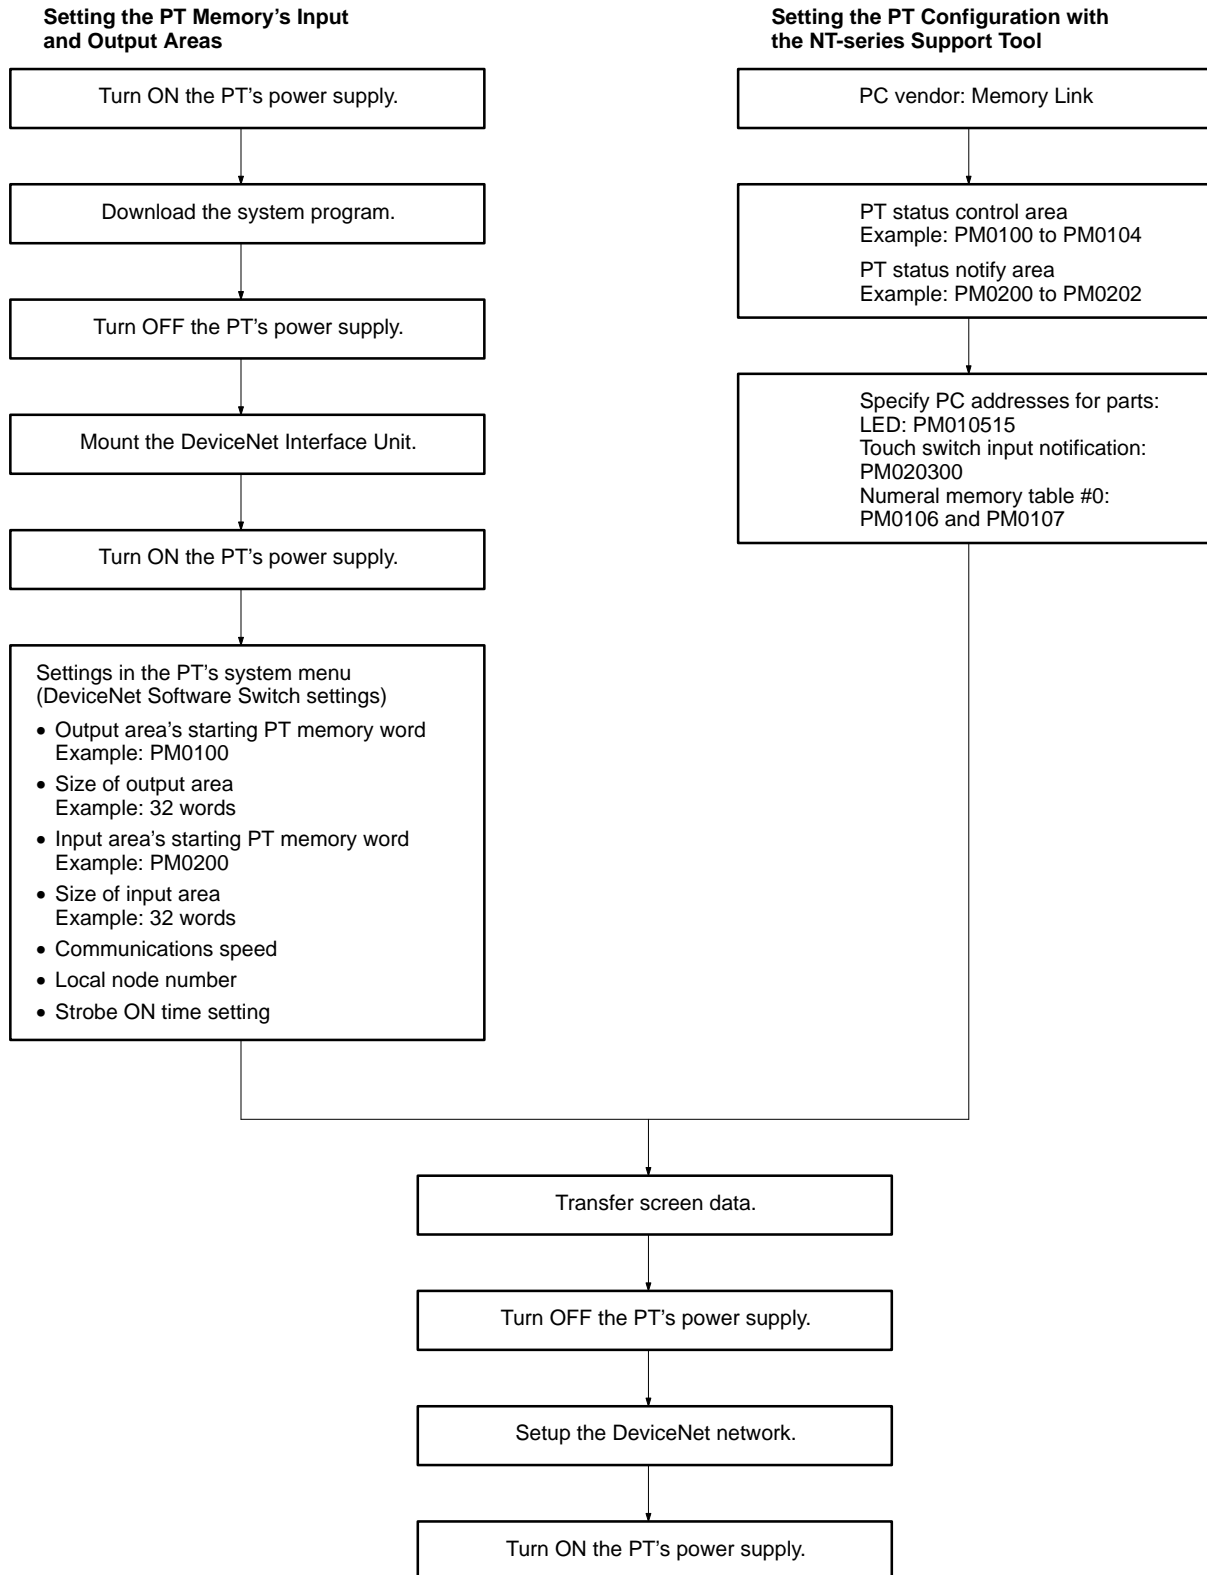 Setting the PT Memory's Input
and Output Areas
Turn ON the PT's power supply.
Download the system program.
Turn OFF the PT's power supply.
Mount the DeviceNet Interface Unit.
Turn ON the PT's power supply.
Settings in the PT's system menu
(DeviceNet Software Switch settings)
• Output area's starting PT memory word
Example: PM0100
• Size of output area
Example: 32 words
• Input area's starting PT memory word
Example: PM0200
• Size of input area
Example: 32 words
• Communications speed
• Local node number
• Strobe ON time setting
Setting the PT Configuration with
the NT-series Support Tool
PC vendor: Memory Link
PT status control area
Example: PM0100 to PM0104
PT status notify area
Example: PM0200 to PM0202
Specify PC addresses for parts:
LED: PM010515
Touch switch input notification:
PM020300
Numeral memory table #0:
PM0106 and PM0107
Transfer screen data.
Turn OFF the PT's power supply.
Setup the DeviceNet network.
Turn ON the PT's power supply.